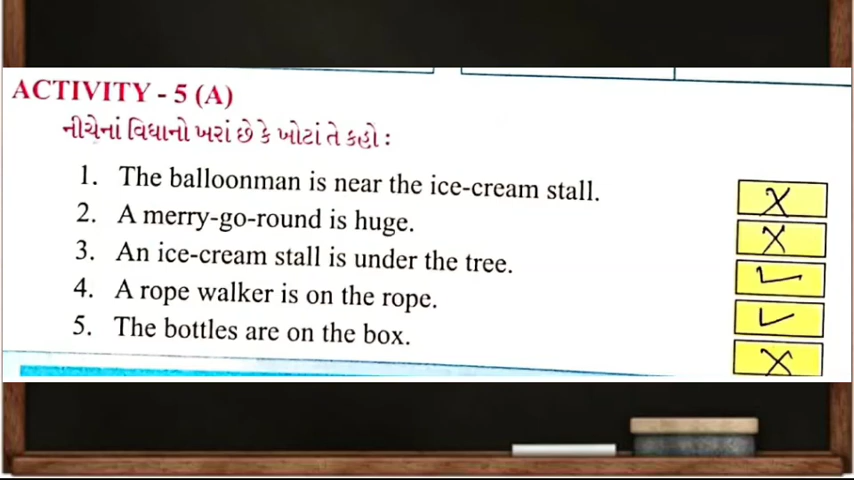 ACTIVITY - 5 (A)
નીચેનાં વિધાનો ખરાં છે કે ખોટાં તે કહો :
1. The balloonman is near the ice-cream stall. ✗
2. A merry-go-round is huge. ✗
3. An ice-cream stall is under the tree. ✓
4. A rope walker is on the rope. ✓
5. The bottles are on the box. ✗